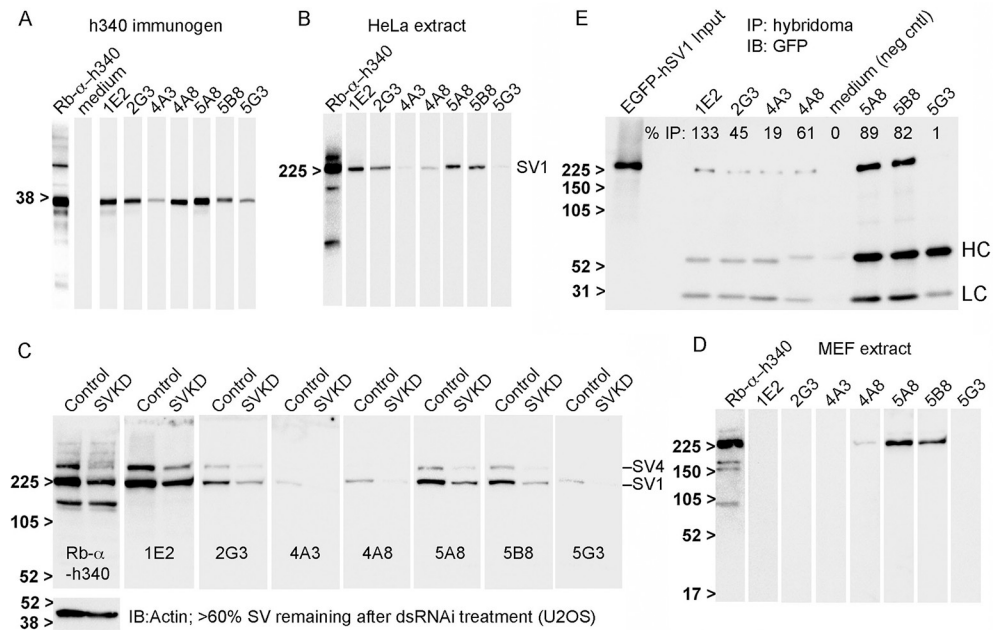 A
h340 immunogen
Rb-α-h340
medium
1E2
2G3
4A3
4A8
5A8
5B8
5G3
38 >
B
HeLa extract
Rb-α-h340
1E2
2G3
4A3
4A8
5A8
5B8
5G3
225 >
SV1
E
IP: hybridoma
IB: GFP
EGFP-hSV1 Input
1E2
2G3
4A3
4A8
medium (neg cntl)
5A8
5B8
5G3
% IP: 133 45 19 61 0 89 82 1
225 >
150 >
105 >
52 >
31 >
HC
LC
C
Control SVKD
Control SVKD
Control SVKD
Control SVKD
Control SVKD
Control SVKD
Control SVKD
Control SVKD
225 >
105 >
52 >
–SV4
–SV1
Rb-α
-h340
1E2
2G3
4A3
4A8
5A8
5B8
5G3
52 >
38 >
IB:Actin; >60% SV remaining after dsRNAi treatment (U2OS)
D
MEF extract
Rb-α-h340
1E2
2G3
4A3
4A8
5A8
5B8
5G3
225 >
150 >
105 >
52 >
17 >